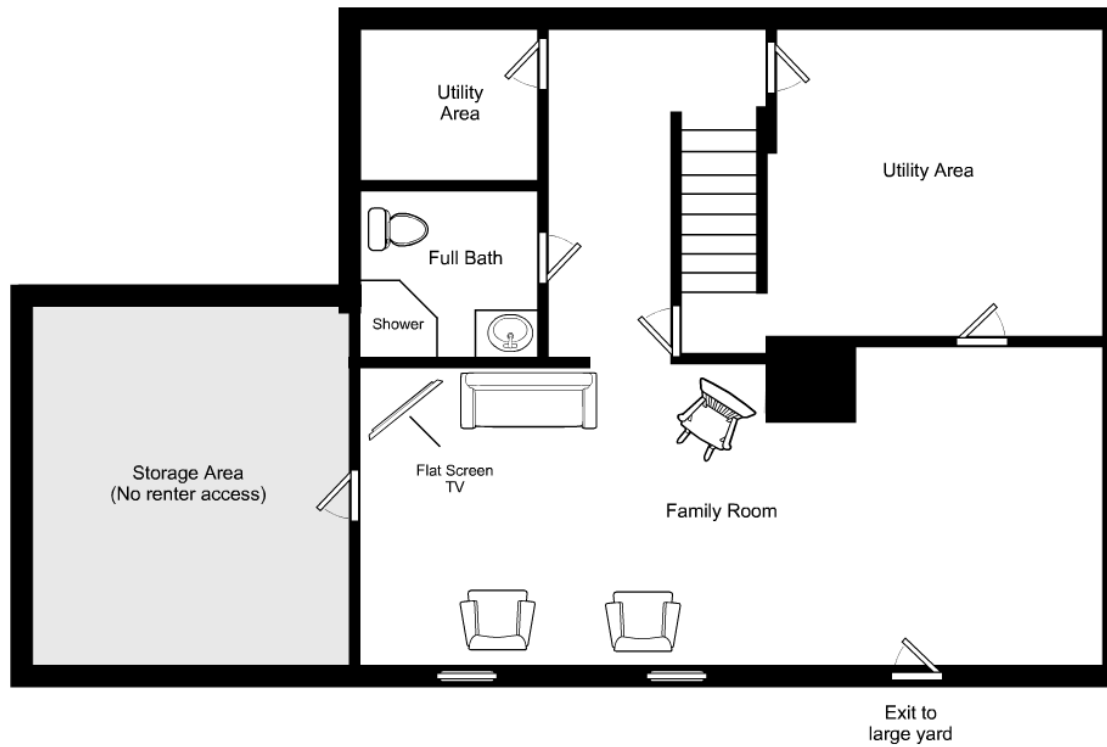 Utility
Area
Utility Area
Full Bath
Shower
Storage Area
(No renter access)
Flat Screen
TV
Family Room
Exit to
large yard